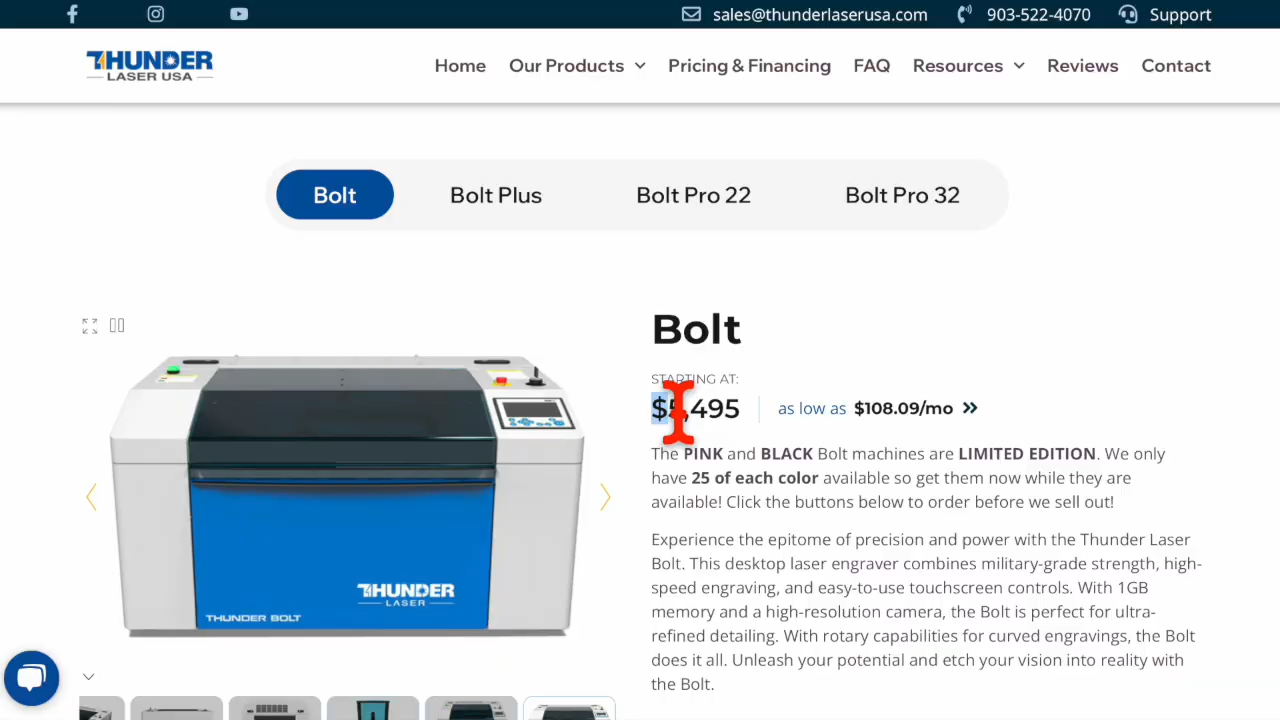 sales@thunderlaserusa.com 903-522-4070 Support
THUNDER
LASER USA
Home Our Products Pricing & Financing FAQ Resources Reviews Contact
Bolt Bolt Plus Bolt Pro 22 Bolt Pro 32
Bolt
STARTING AT:
$5,495 as low as $108.09/mo
The PINK and BLACK Bolt machines are LIMITED EDITION. We only
have 25 of each color available so get them now while they are
available! Click the buttons below to order before we sell out!
Experience the epitome of precision and power with the Thunder Laser
Bolt. This desktop laser engraver combines military-grade strength, high-
speed engraving, and easy-to-use touchscreen controls. With 1GB
memory and a high-resolution camera, the Bolt is perfect for ultra-
refined detailing. With rotary capabilities for curved engravings, the Bolt
does it all. Unleash your potential and etch your vision into reality with
the Bolt.
THUNDER
LASER
THUNDER BOLT